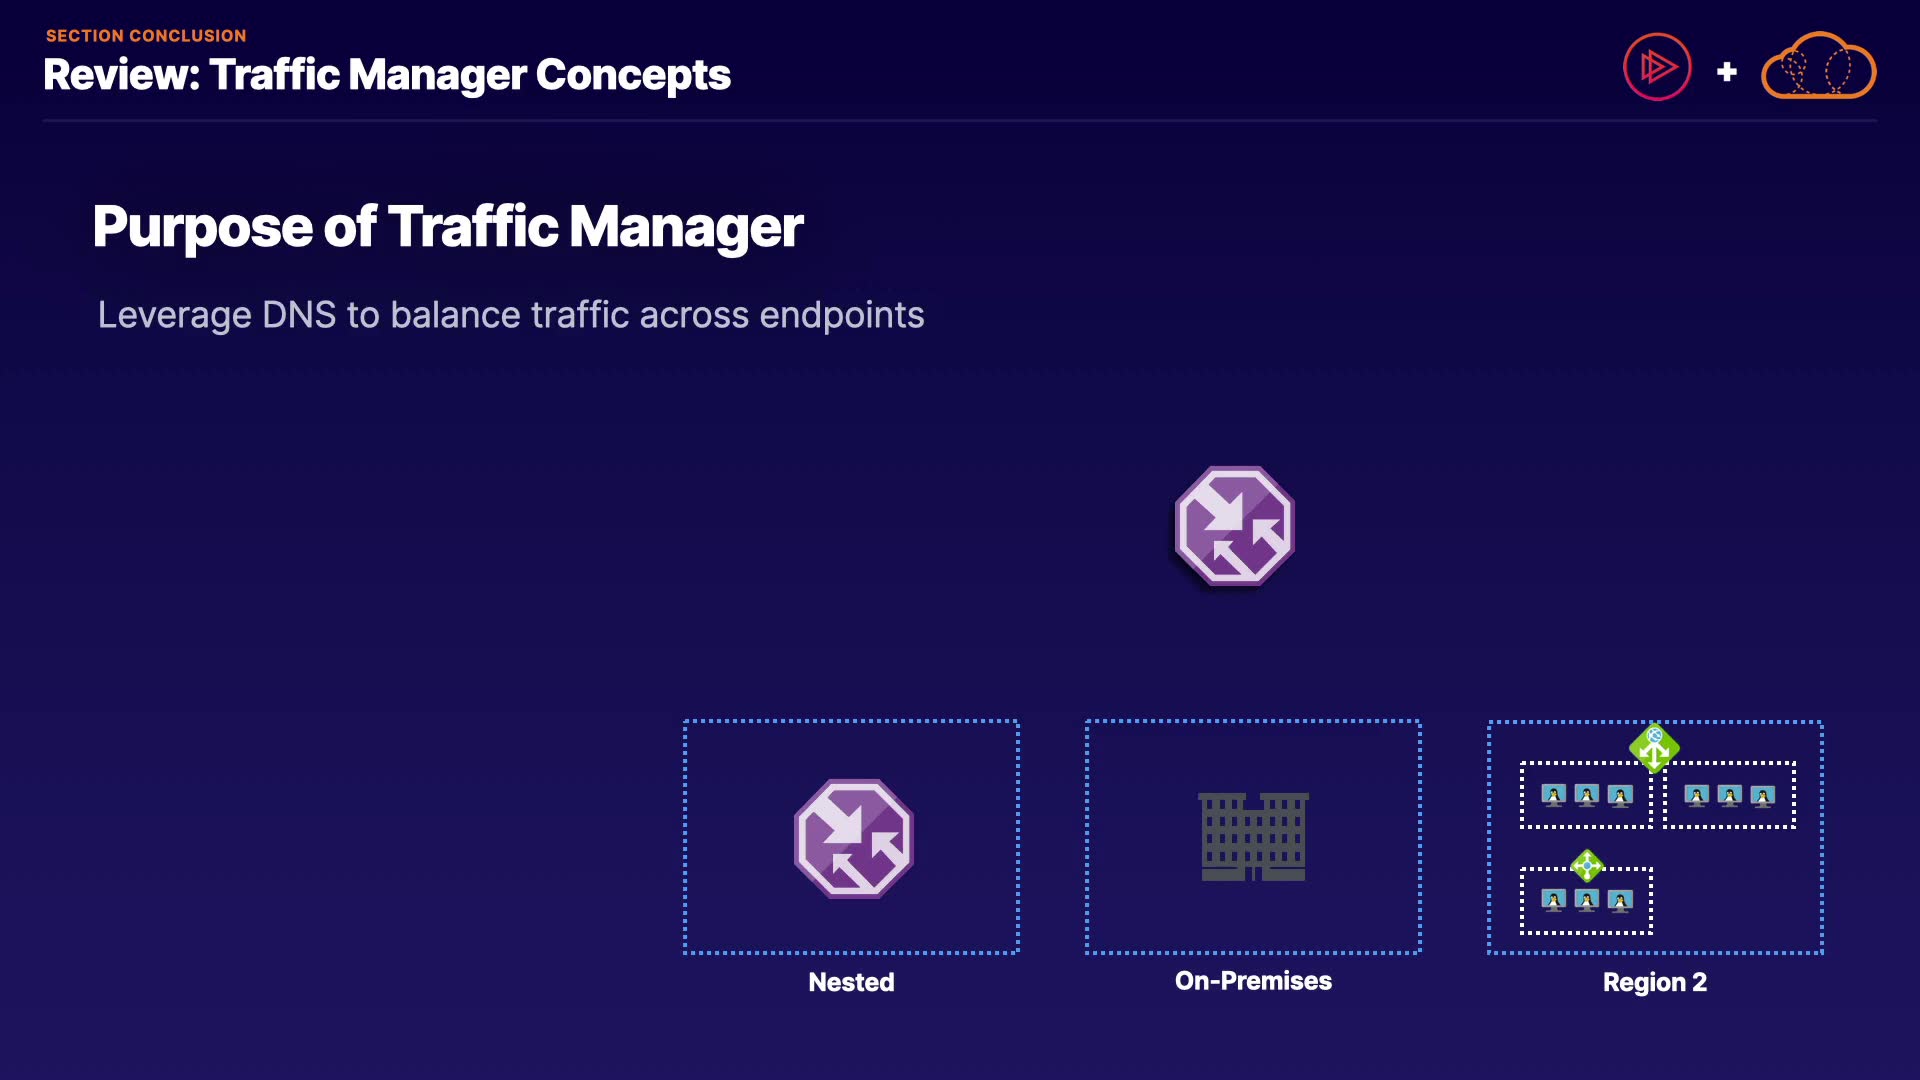 SECTION CONCLUSION
Review: Traffic Manager Concepts
Purpose of Traffic Manager
Leverage DNS to balance traffic across endpoints
Nested
On-Premises
Region 2